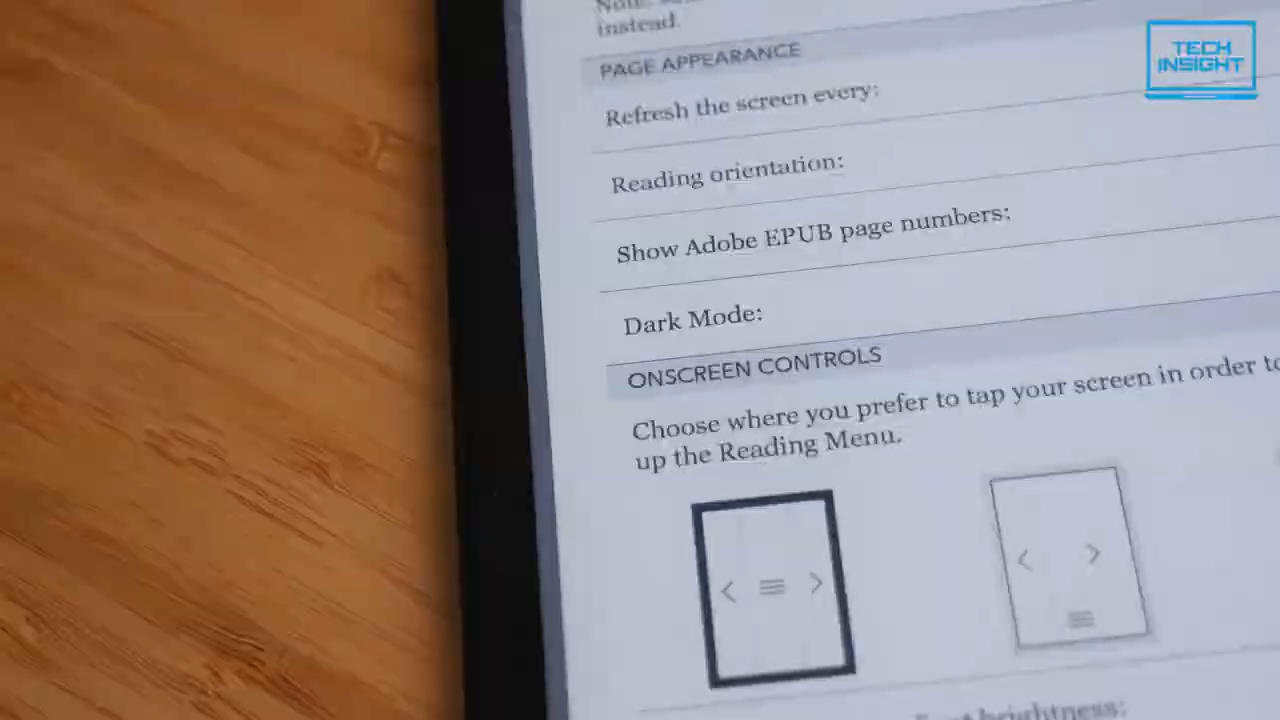 instead.
PAGE APPEARANCE
TECH
INSIGHT
Refresh the screen every:
Reading orientation:
Show Adobe EPUB page numbers:
Dark Mode:
ONSCREEN CONTROLS
Choose where you prefer to tap your screen in order to
up the Reading Menu.
brightness: